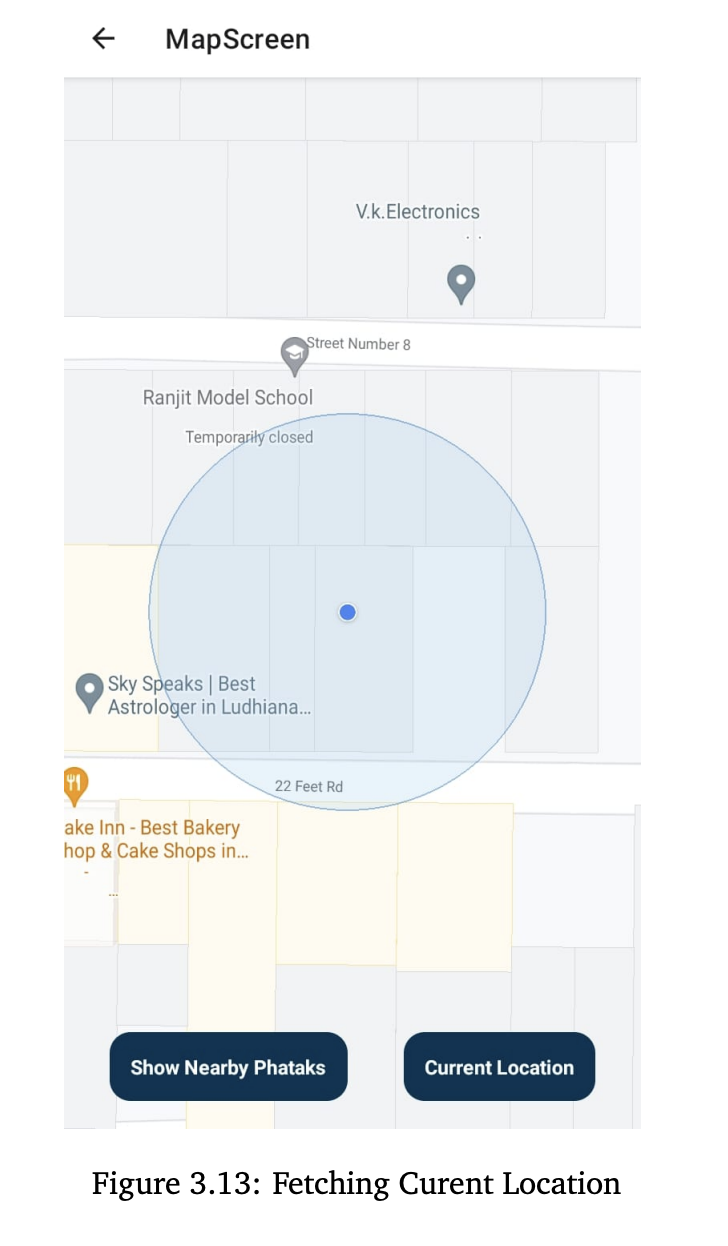 MapScreen
V.k.Electronics
Street Number 8
Ranjit Model School
Temporarily closed
Sky Speaks | Best
Astrologer in Ludhiana...
22 Feet Rd
ake Inn - Best Bakery
hop & Cake Shops in...
Show Nearby Phataks
Current Location
Figure 3.13: Fetching Curent Location